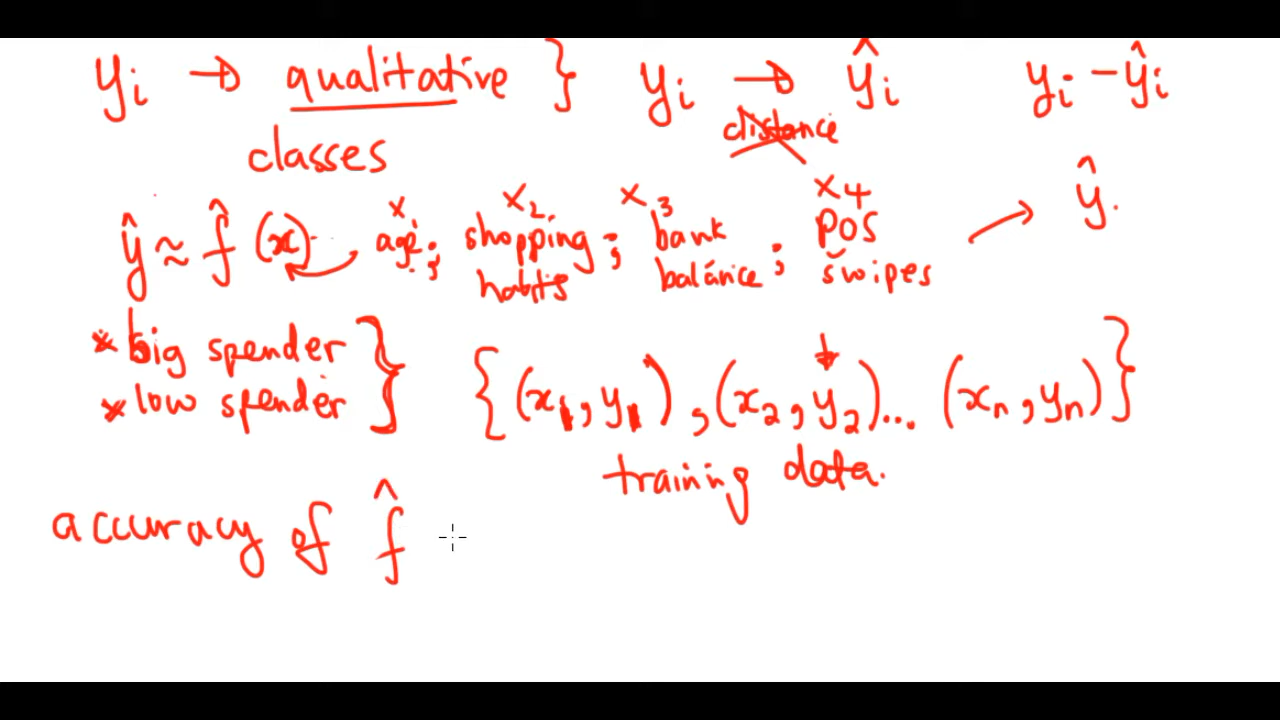 yᵢ → qualitative } yᵢ → ŷᵢ yᵢ - ŷᵢ
classes distance
x₁ x₂ x₃ x₄ ŷ.
ŷ ≈ f̂(x) age; shopping habits; bank balance; POS swipes
* big spender
* low spender }
{(x₁, y₁), (x₂, y₂)... (xₙ, yₙ)}
training data.
accuracy of f̂